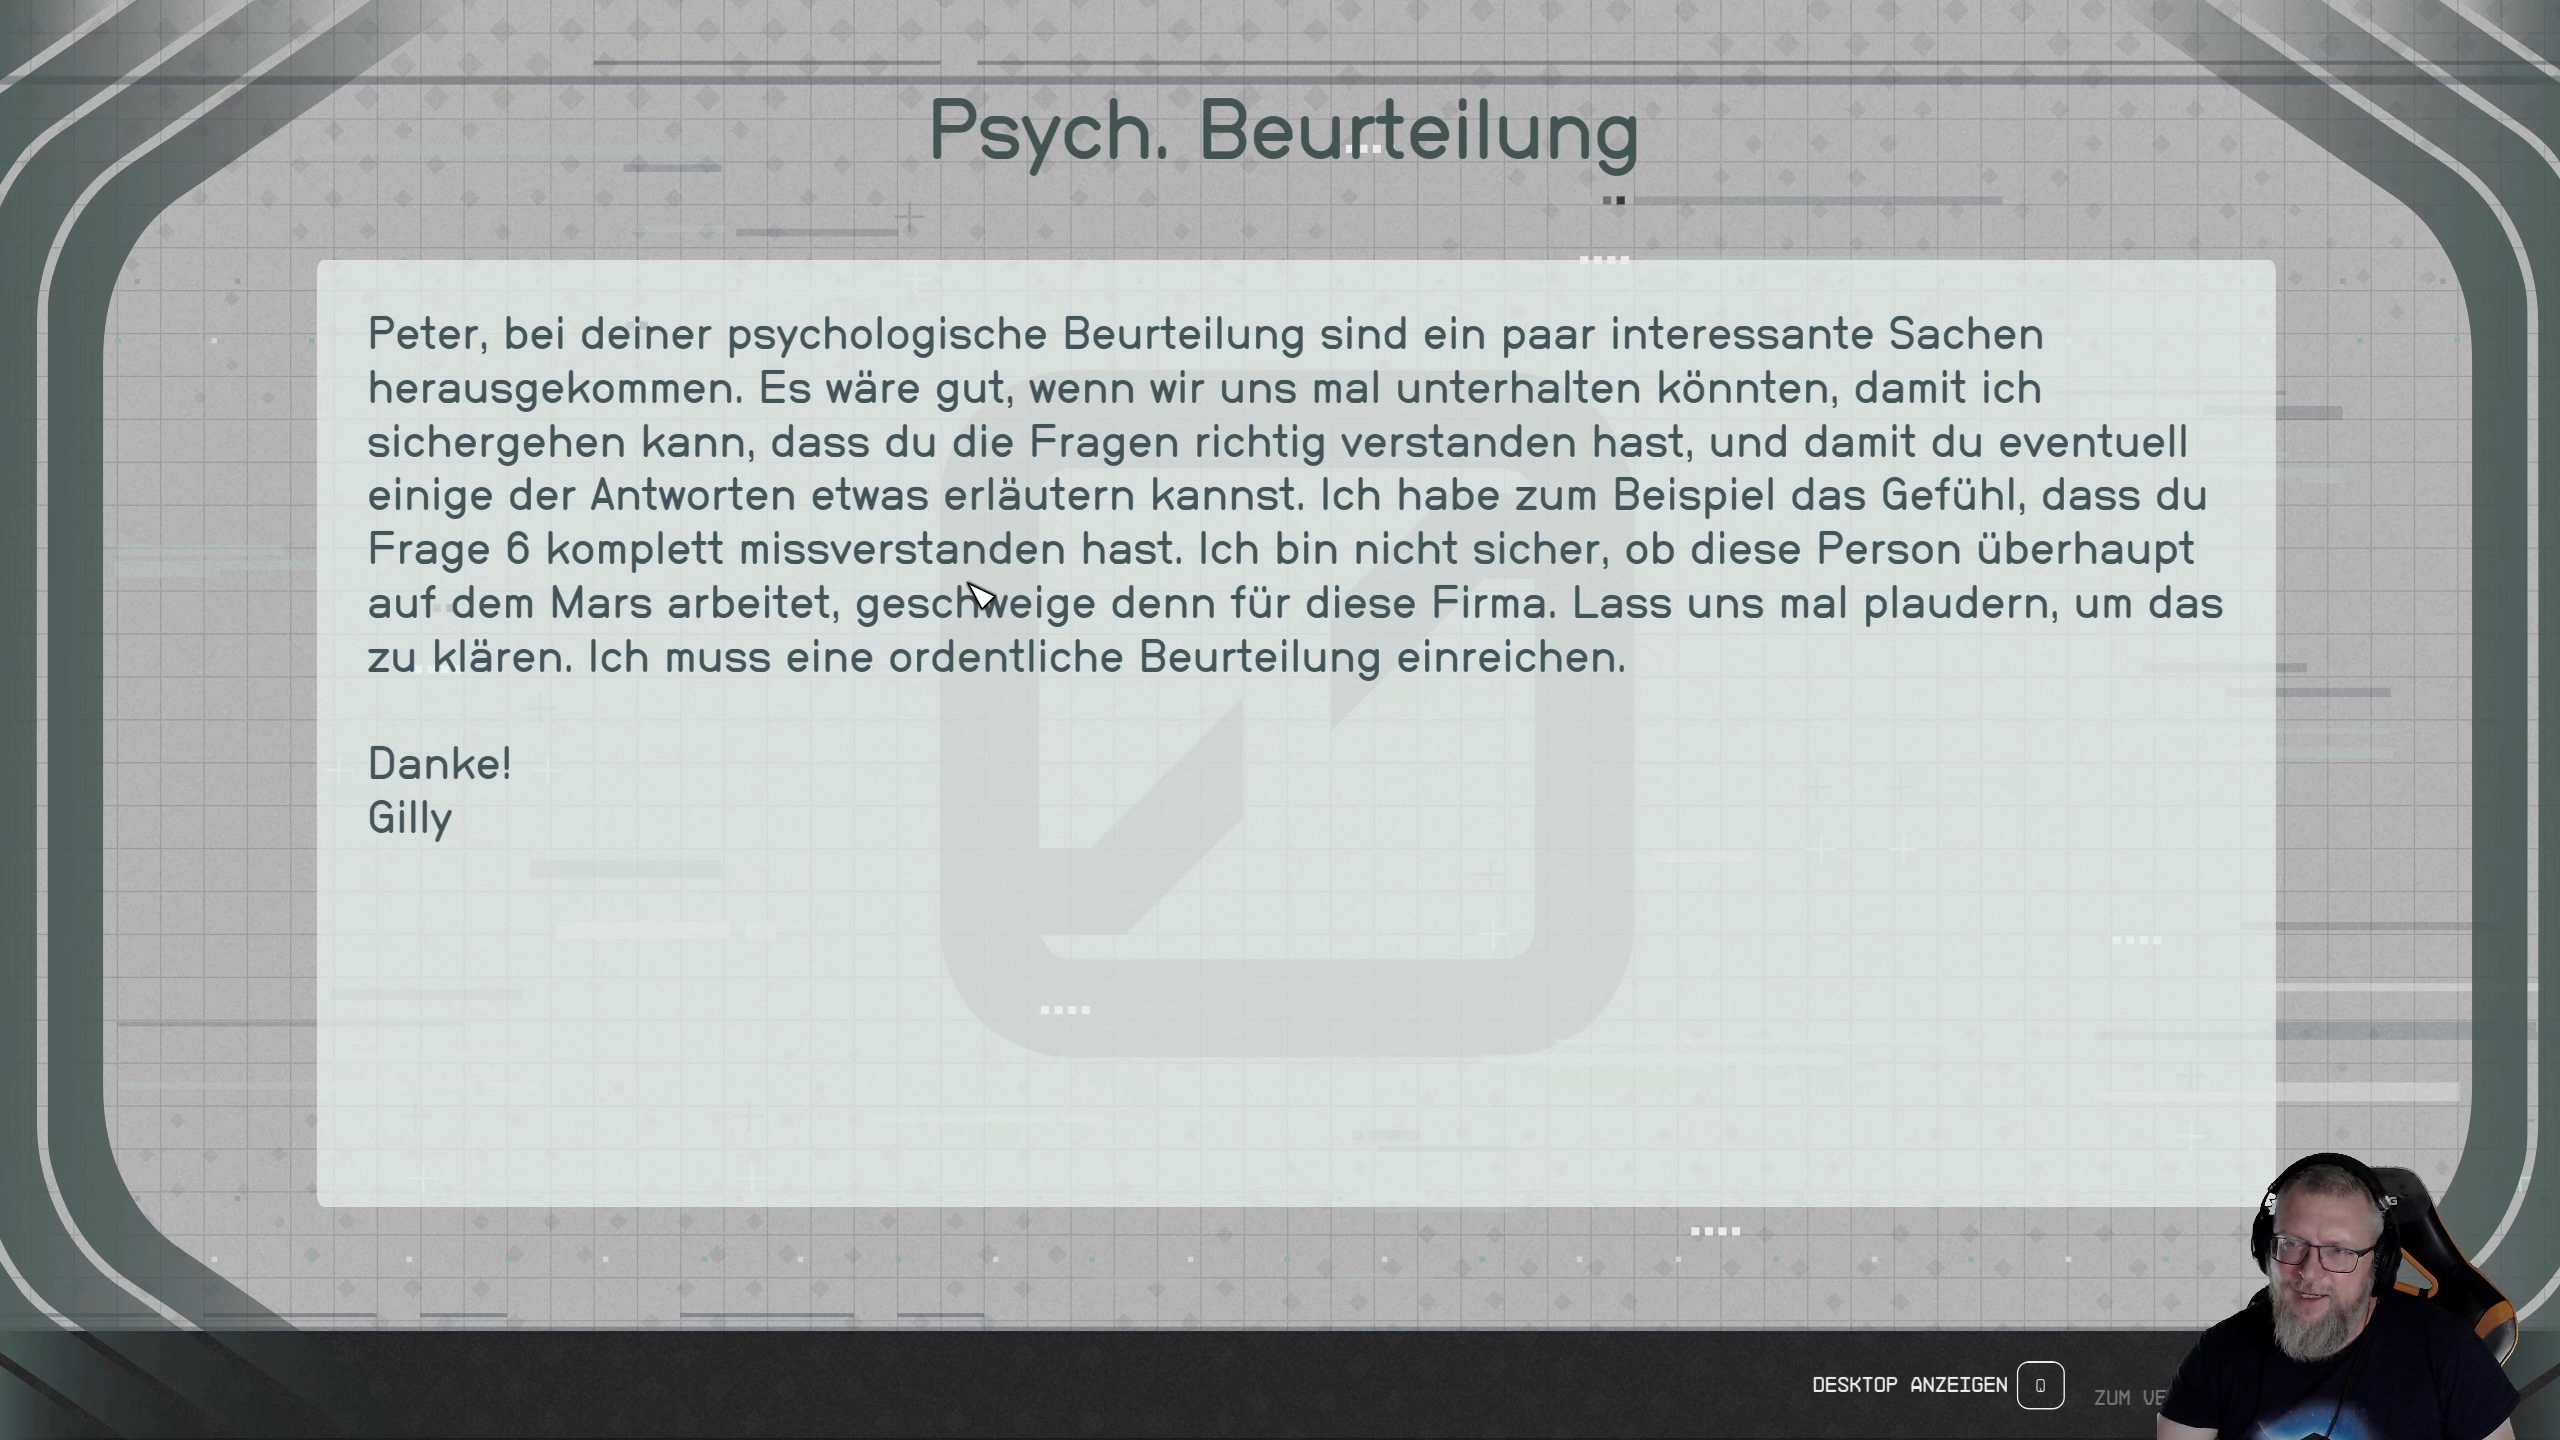 Psych. Beurteilung
Peter, bei deiner psychologische Beurteilung sind ein paar interessante Sachen
herausgekommen. Es wäre gut, wenn wir uns mal unterhalten könnten, damit ich
sichergehen kann, dass du die Fragen richtig verstanden hast, und damit du eventuell
einige der Antworten etwas erläutern kannst. Ich habe zum Beispiel das Gefühl, dass du
Frage 6 komplett missverstanden hast. Ich bin nicht sicher, ob diese Person überhaupt
auf dem Mars arbeitet, geschweige denn für diese Firma. Lass uns mal plaudern, um das
zu klären. Ich muss eine ordentliche Beurteilung einreichen.
Danke!
Gilly
DESKTOP ANZEIGEN
ZUM